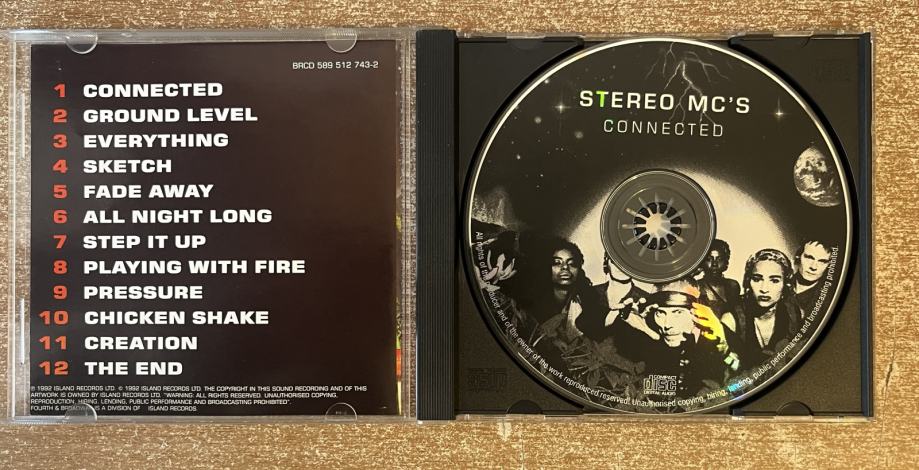 BRCD 589 512 743-2
1 CONNECTED
2 GROUND LEVEL
3 EVERYTHING
4 SKETCH
5 FADE AWAY
6 ALL NIGHT LONG
7 STEP IT UP
8 PLAYING WITH FIRE
9 PRESSURE
10 CHICKEN SHAKE
11 CREATION
12 THE END
℗ 1992 ISLAND RECORDS LTD. © 1992 ISLAND RECORDS LTD. THE COPYRIGHT IN THIS SOUND RECORDING AND OF THIS
ARTWORK IS OWNED BY ISLAND RECORDS LTD. "WARNING: ALL RIGHTS RESERVED. UNAUTHORISED COPYING,
REPRODUCTION, HIRING, LENDING, PUBLIC PERFORMANCE AND BROADCASTING PROHIBITED".
FOURTH & BROADWAY IS A DIVISION OF ISLAND RECORDS.
STEREO MC'S
CONNECTED
All rights of the producer and of the owner of the work reproduced reserved. Unauthorised copying, hiring, lending, public performance and broadcasting prohibited.
COMPACT
disc
DIGITAL AUDIO